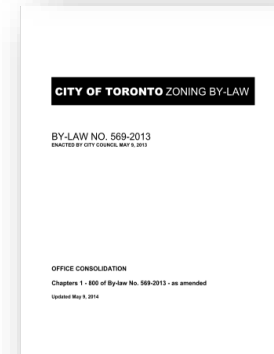 CITY OF TORONTO ZONING BY-LAW
BY-LAW NO. 569-2013
ENACTED BY CITY COUNCIL MAY 9, 2013
OFFICE CONSOLIDATION
Chapters 1 - 800 of By-law No. 569-2013 - as amended
Updated May 9, 2014